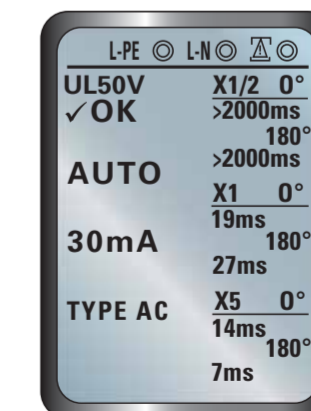 L-PE ◎ L-N ◎ ⚠ ◎
UL50V
✓OK
AUTO
30mA
TYPE AC
X1/2 0°
>2000ms
180°
>2000ms
X1 0°
19ms
180°
27ms
X5 0°
14ms
180°
7ms